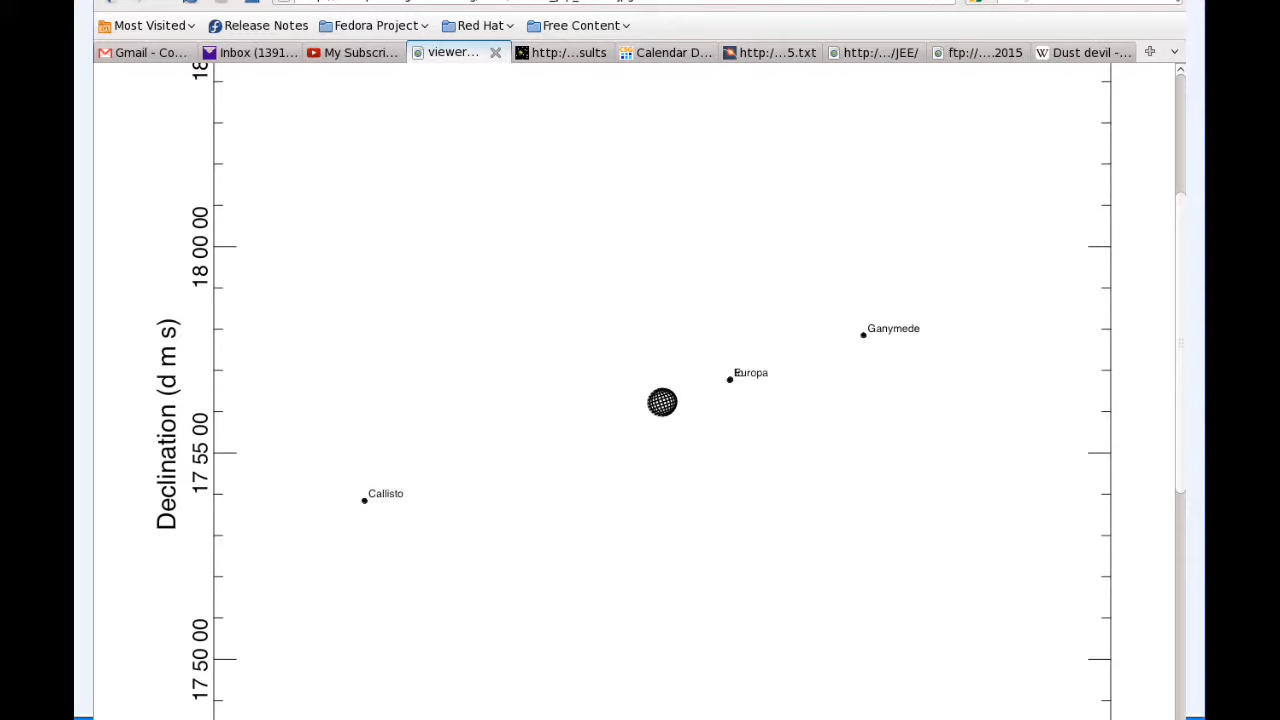 Most Visited Release Notes Fedora Project Red Hat Free Content
Gmail - Co... Inbox (1391... My Subscri... viewer... http:/...sults Calendar D... http:/...5.txt http:/.../JEE/ ftp://....2015 Dust devil -...
18
18 00 00
Ganymede
Europa
Declination (d m s)
17 55 00
Callisto
17 50 00